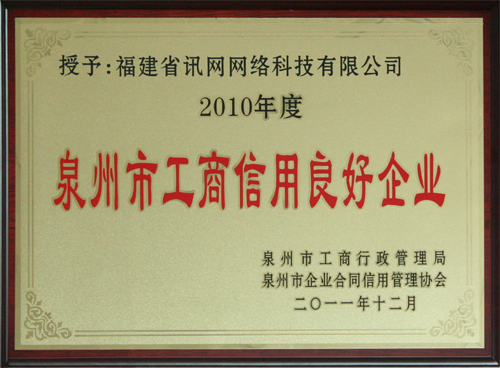 授予:福建省讯网网络科技有限公司
2010年度
泉州市工商信用良好企业
泉州市工商行政管理局
泉州市企业合同信用管理协会
二〇一一年十二月